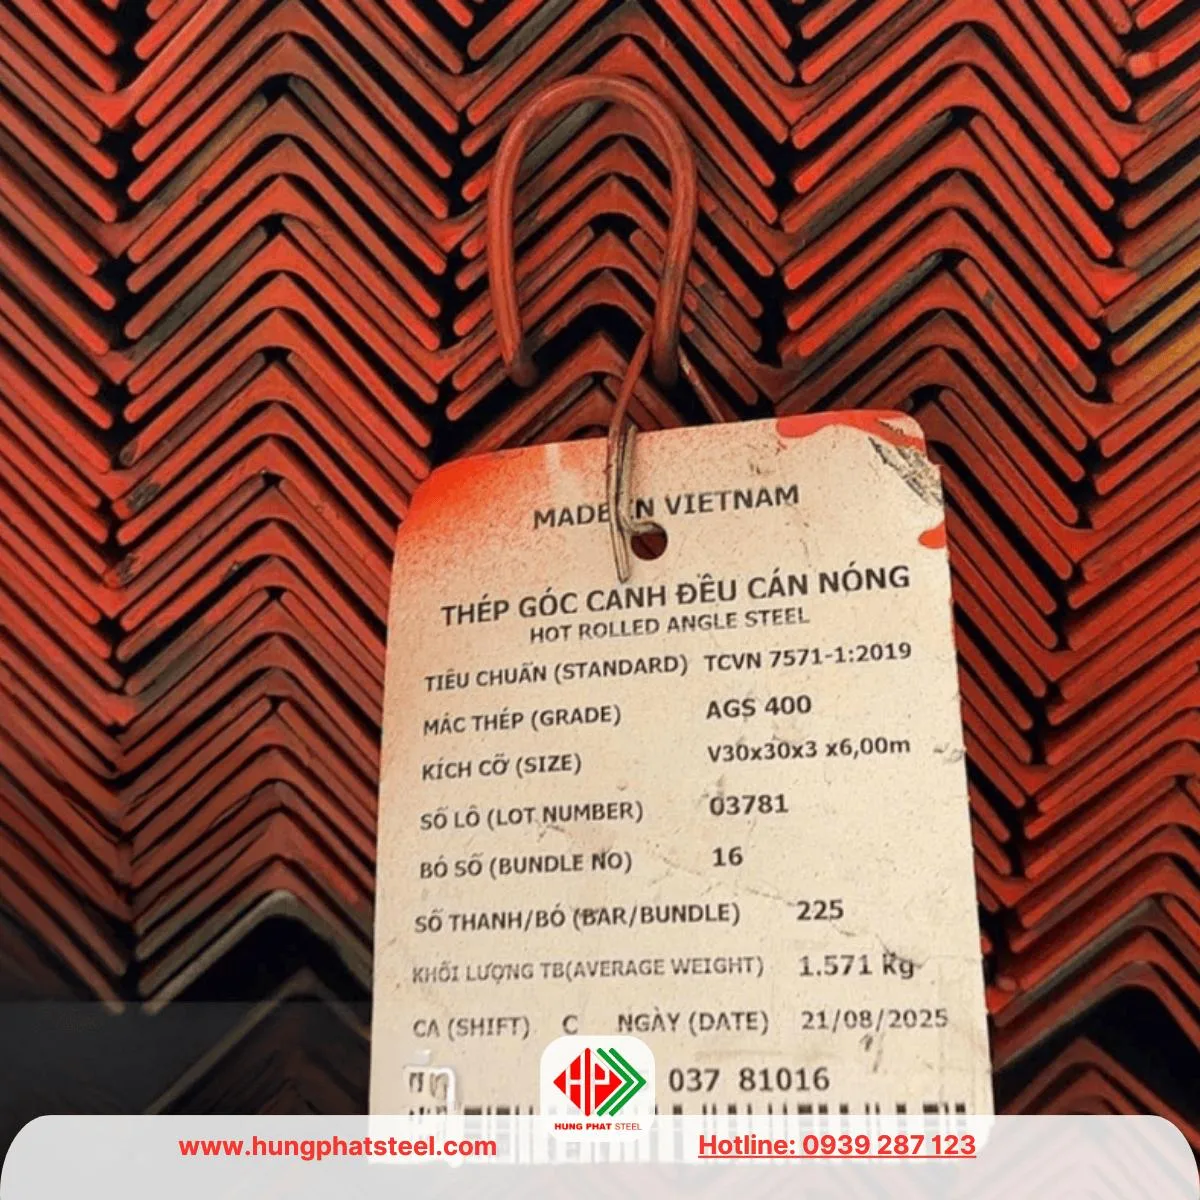 MADE IN VIETNAM
THÉP GÓC CẠNH ĐỀU CÁN NÓNG
HOT ROLLED ANGLE STEEL
TIÊU CHUẨN (STANDARD) TCVN 7571-1:2019
MÁC THÉP (GRADE) AGS 400
KÍCH CỠ (SIZE) V30x30x3 x6,00m
SỐ LÔ (LOT NUMBER) 03781
BÓ SỐ (BUNDLE NO) 16
SỐ THANH/BÓ (BAR/BUNDLE) 225
KHỐI LƯỢNG TB(AVERAGE WEIGHT) 1.571 kg
CA (SHIFT) C NGÀY (DATE) 21/08/2025
037 81016
HUNG PHAT STEEL
www.hungphatsteel.com
Hotline: 0939 287 123